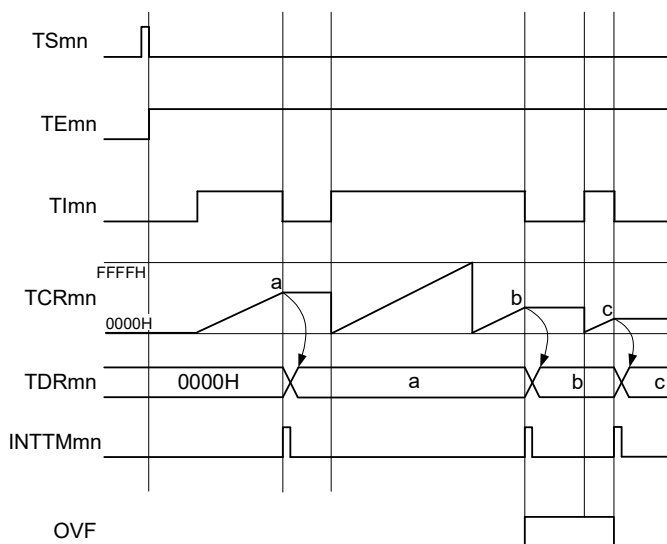 TSmn
TEmn
TImn
FFFFH
a
b
c
TCRmn
0000H
TDRmn
0000H
a
b
c
INTTMmn
OVF